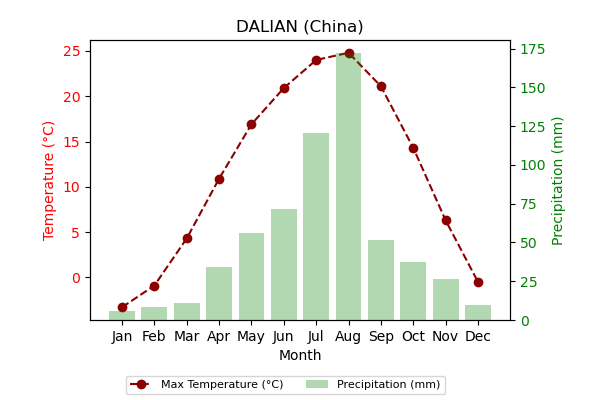 DALIAN (China)
25
20
15
10
5
0
Temperature (°C)
175
150
125
100
75
50
25
0
Precipitation (mm)
Jan Feb Mar Apr May Jun Jul Aug Sep Oct Nov Dec
Month
Max Temperature (°C) Precipitation (mm)